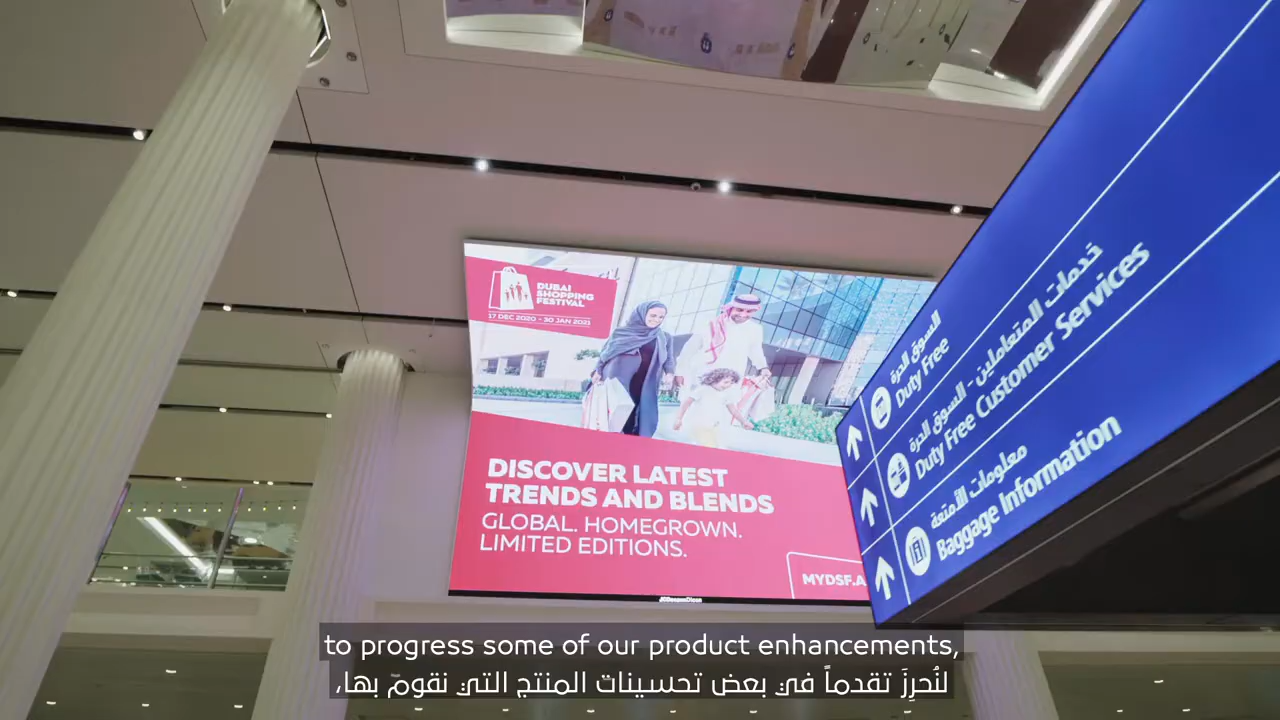 DUBAI
SHOPPING
FESTIVAL
17 DEC 2020 - 30 JAN 2021
DISCOVER LATEST
TRENDS AND BLENDS
GLOBAL. HOMEGROWN.
LIMITED EDITIONS.
MYDSF.A
JCDecaux Dicon
السوق الحرة
Duty Free
خدمات المتعاملين - السوق الحرة
Duty Free Customer Services
معلومات الأمتعة
Baggage Information
to progress some of our product enhancements,
لنُحرِزَ تقدماً في بعض تحسينات المنتج التي نقومُ بها،